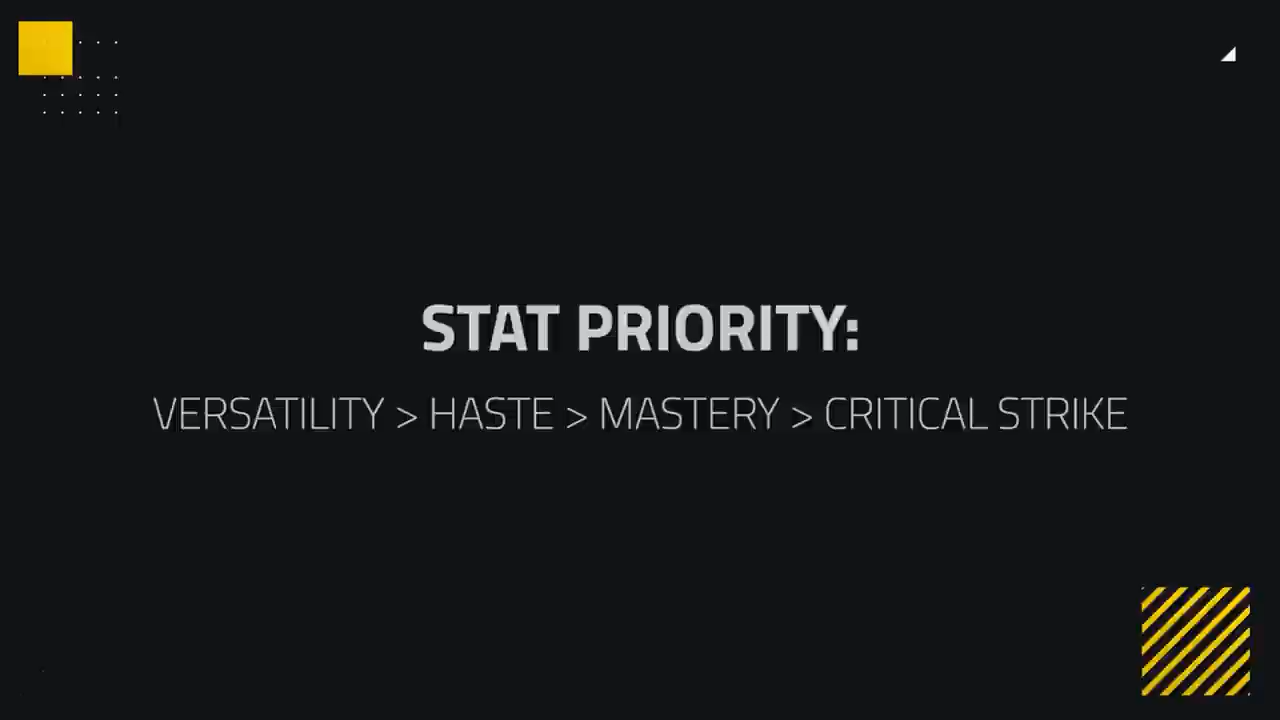 STAT PRIORITY:
VERSATILITY > HASTE > MASTERY > CRITICAL STRIKE